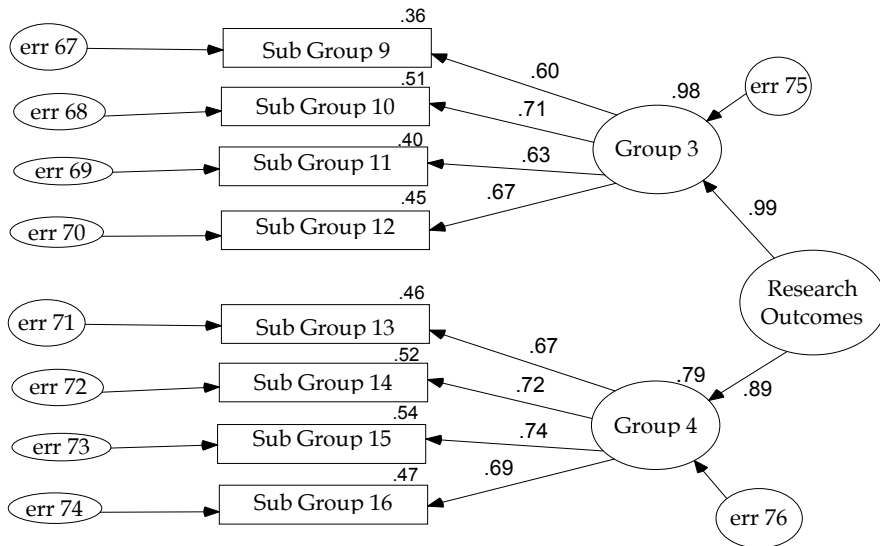 .36
err 67
Sub Group 9
.60
.51
err 68
Sub Group 10
.71
.98
err 75
.40
err 69
Sub Group 11
.63
Group 3
.45
err 70
Sub Group 12
.67
.99
.46
err 71
Sub Group 13
.67
Research
Outcomes
.52
err 72
Sub Group 14
.72
.79
.89
.54
err 73
Sub Group 15
.74
Group 4
.47
err 74
Sub Group 16
.69
err 76